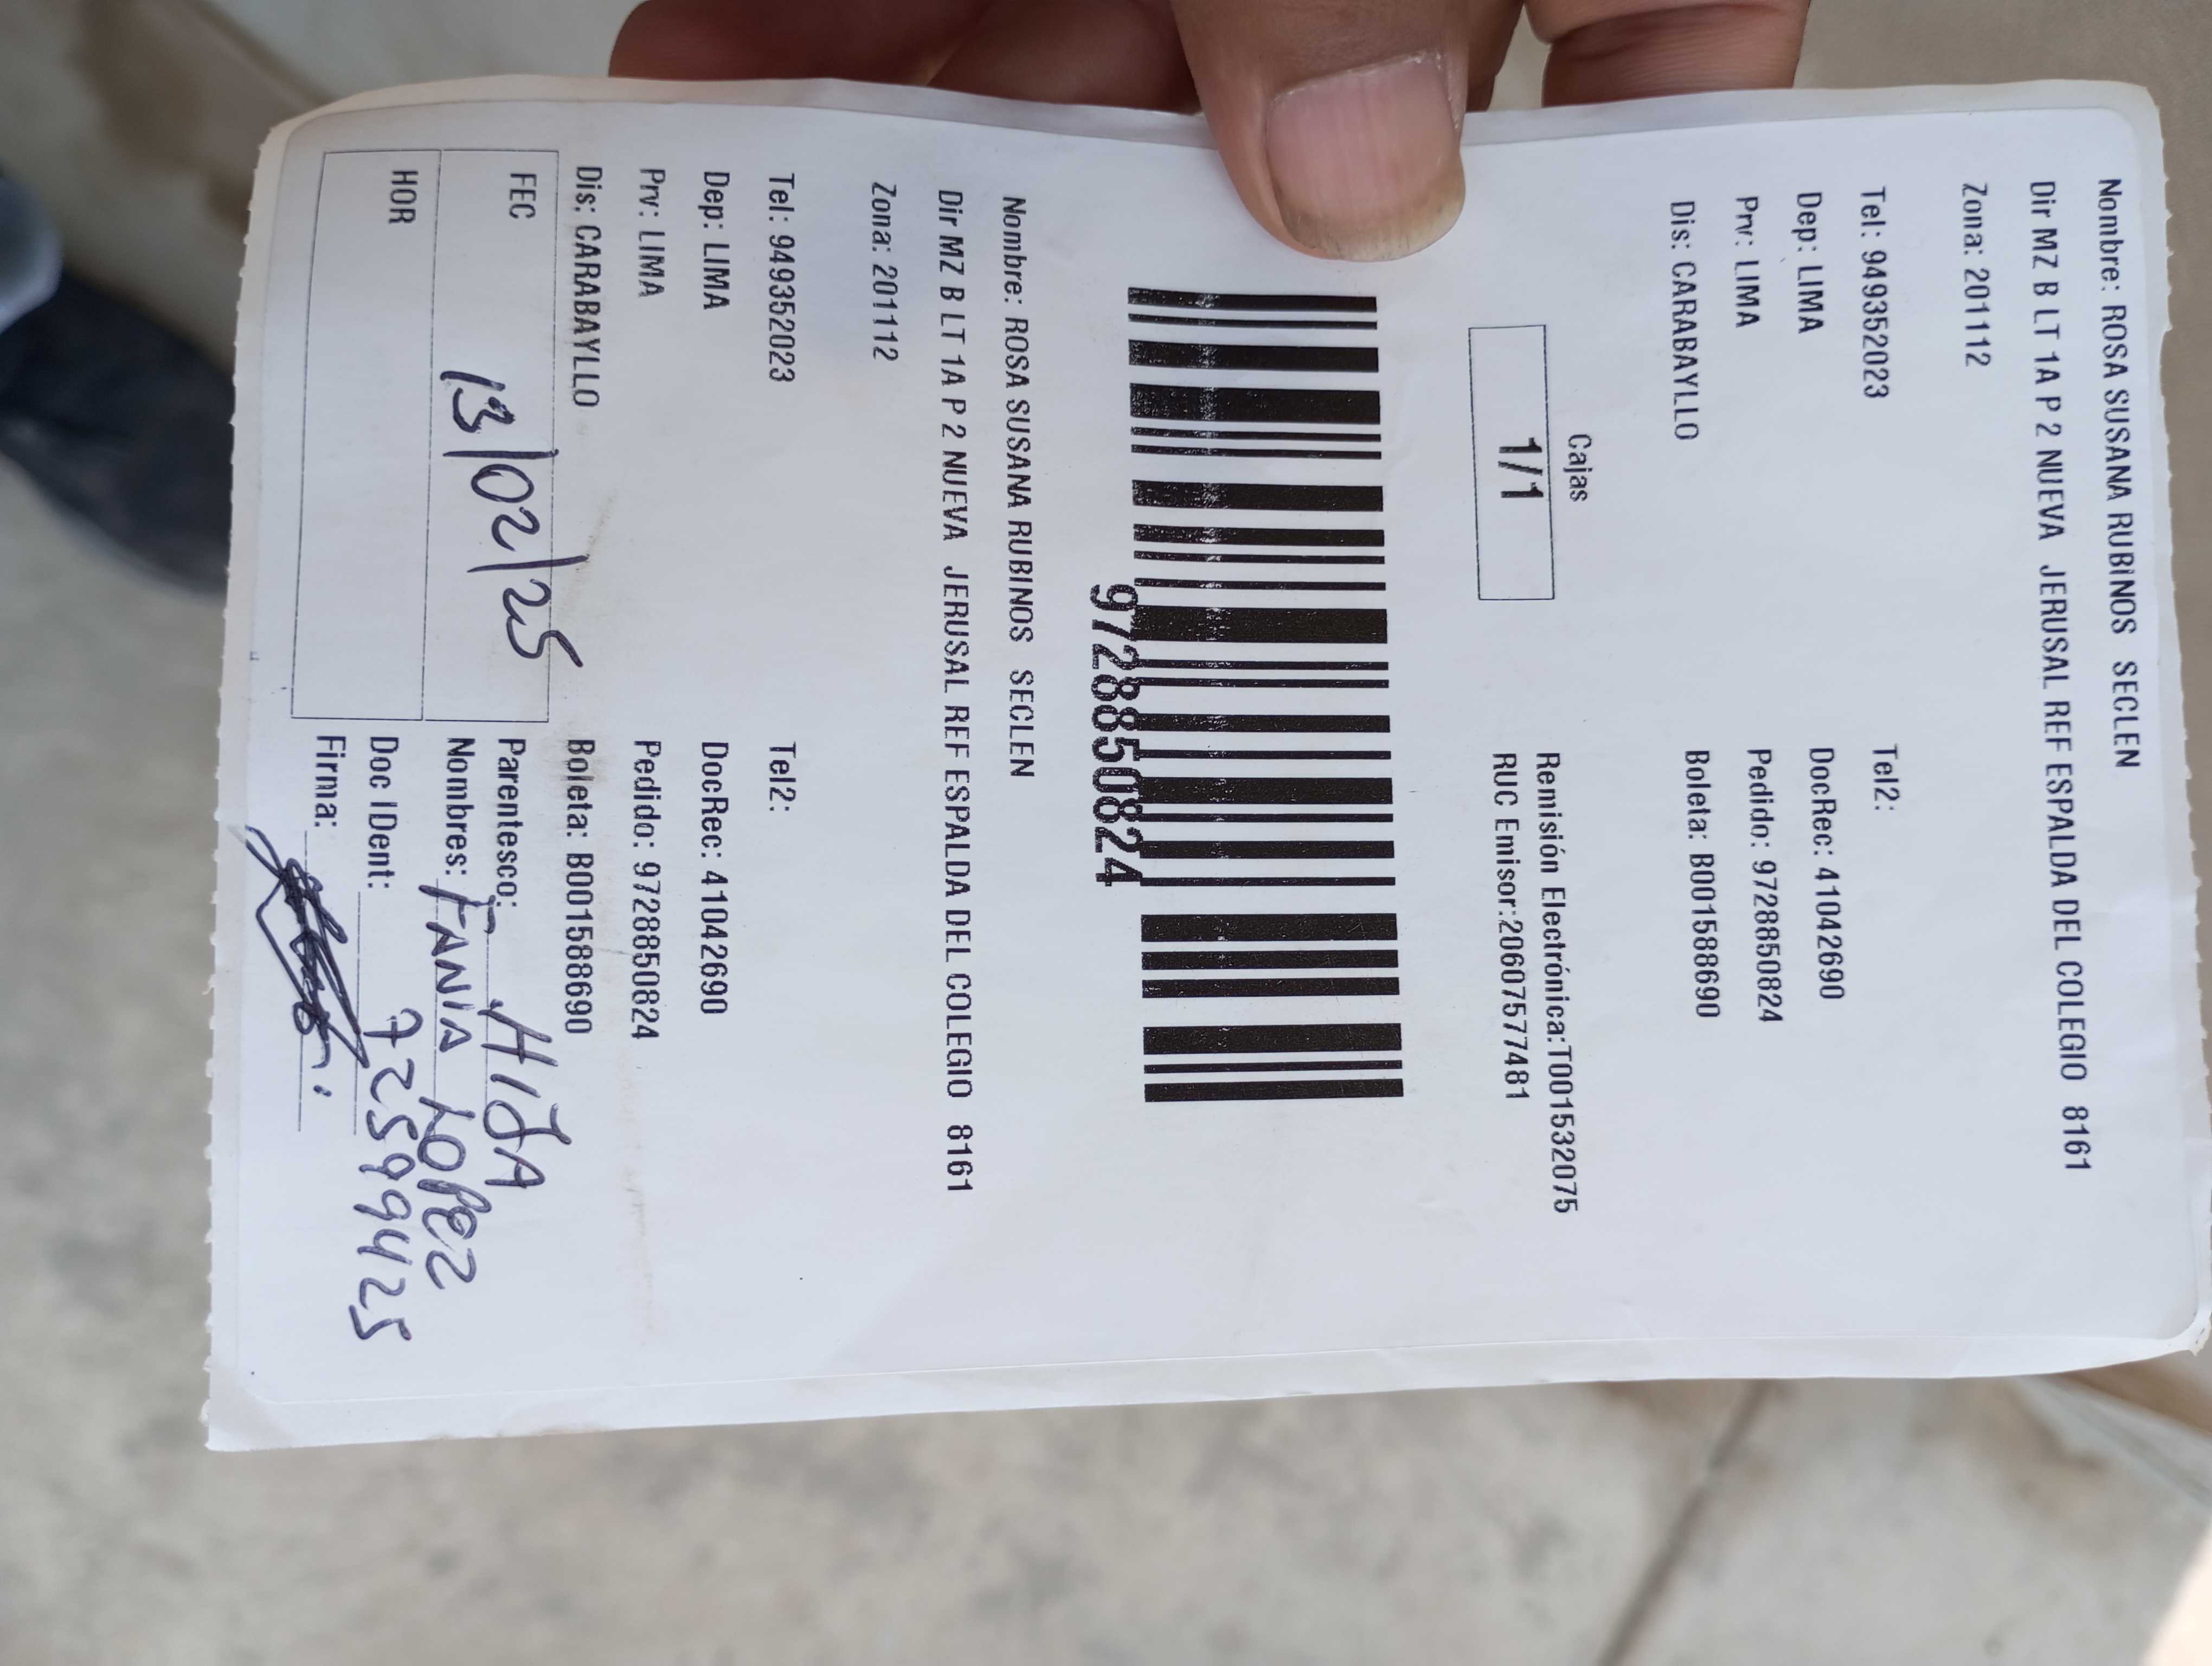 Nombre: ROSA SUSANA RUBINOS SECLEN
Dir MZ B LT 1A P 2 NUEVA JERUSAL REF ESPALDA DEL COLEGIO 8161
Zona: 201112
Tel: 949352023 Tel2:
Dep: LIMA DocRec: 41042690
Prv: LIMA Pedido: 9728850824
Dis: CARABAYLLO Boleta: B001588690
Cajas Remisión Electrónica:T001532075
1/1 RUC Emisor:20607577481
9728850824
Nombre: ROSA SUSANA RUBINOS SECLEN
Dir MZ B LT 1A P 2 NUEVA JERUSAL REF ESPALDA DEL COLEGIO 8161
Zona: 201112
Tel: 949352023 Tel2:
Dep: LIMA DocRec: 41042690
Prv: LIMA Pedido: 9728850824
Dis: CARABAYLLO Boleta: B001588690
FEC 13/02/25 Parentesco: HIJA
Nombres: TANIA LOPEZ
HOR Doc IDent: 72599425
Firma: